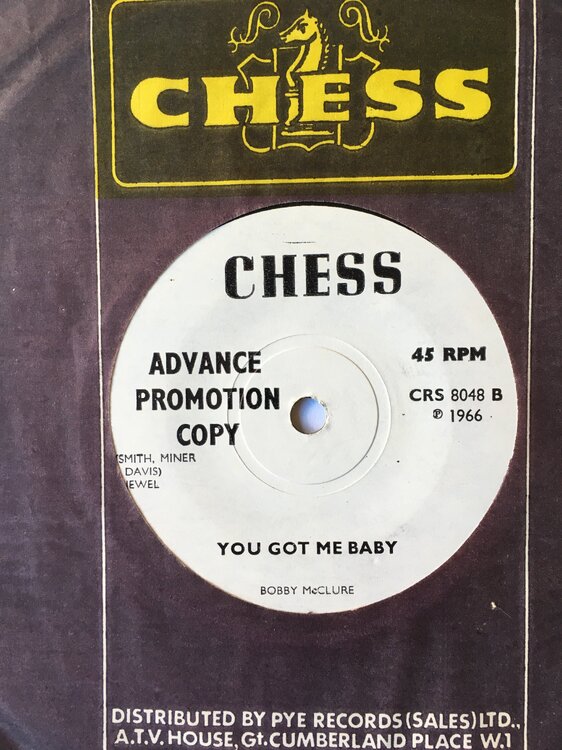 CHESS
CHESS
ADVANCE
PROMOTION
COPY
45 RPM
CRS 8048 B
℗ 1966
(SMITH, MINER
DAVIS)
JEWEL
YOU GOT ME BABY
BOBBY McCLURE
DISTRIBUTED BY PYE RECORDS (SALES) LTD.,
A.T.V. HOUSE, Gt. CUMBERLAND PLACE W.1